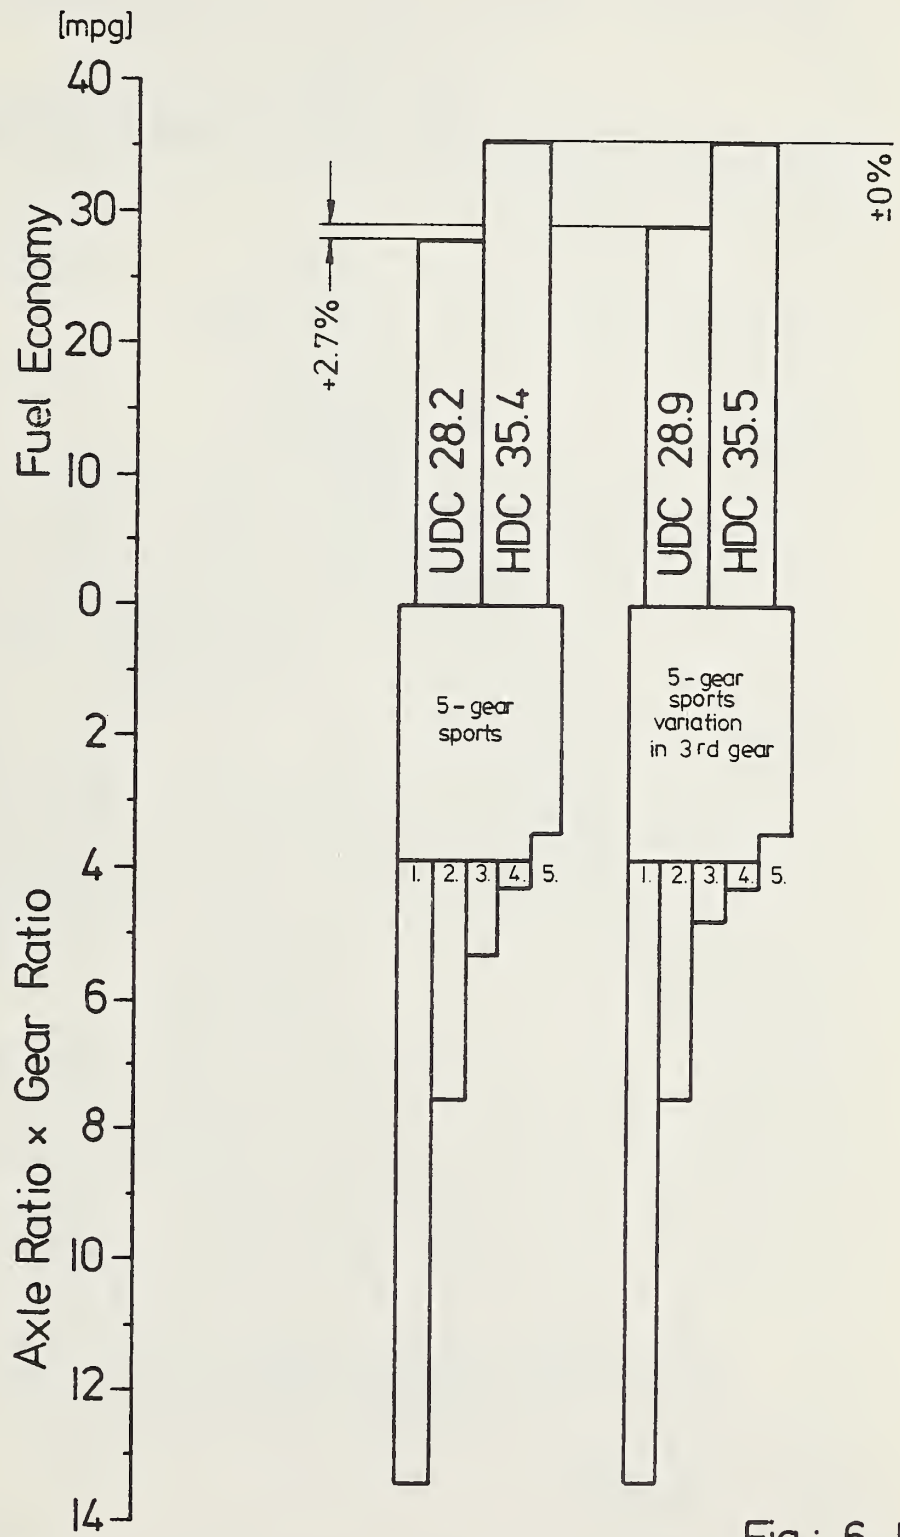 [mpg]
40
30
20
10
0
2
4
6
8
10
12
14
Fuel Economy
Axle Ratio x Gear Ratio
+2.7%
±0%
UDC 28.2
HDC 35.4
UDC 28.9
HDC 35.5
5-gear
sports
5-gear
sports
variation
in 3rd gear
1. 2. 3. 4. 5.
1. 2. 3. 4. 5.
Fig.: 6